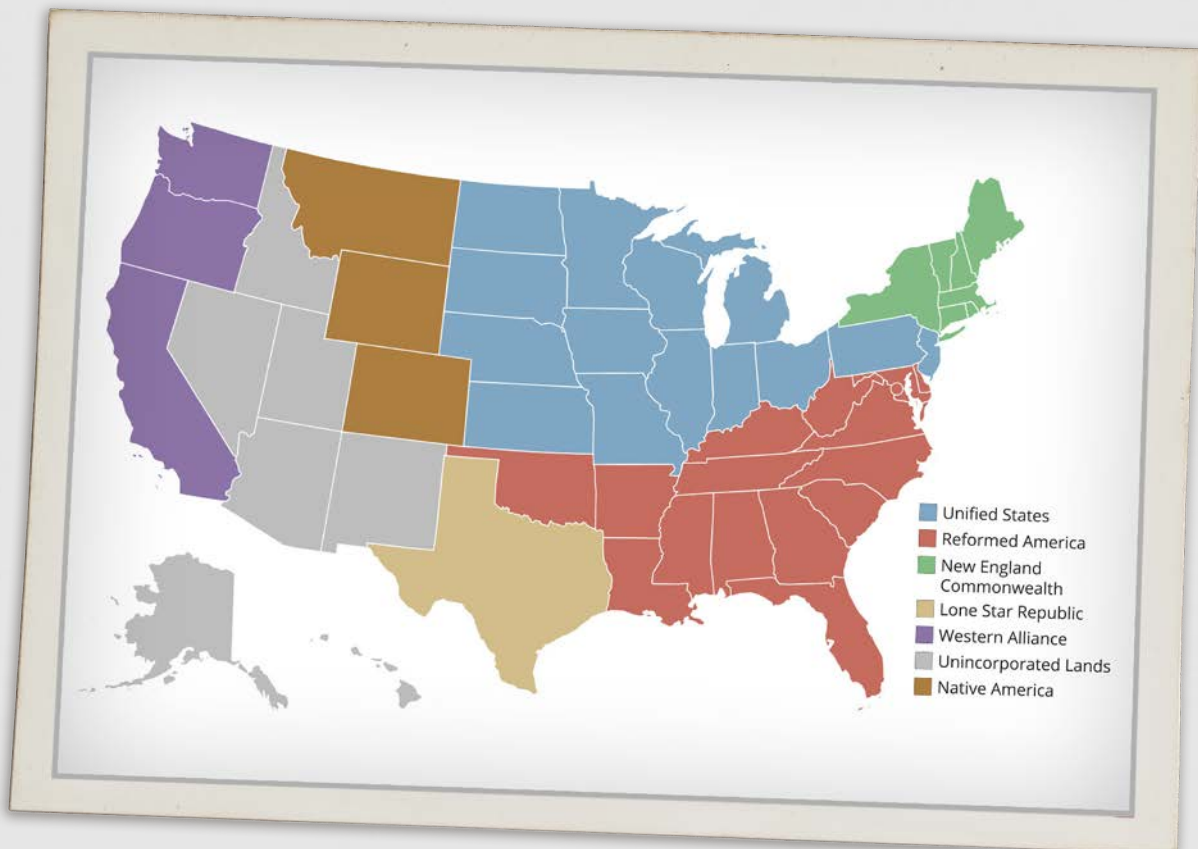 Unified States
Reformed America
New England
Commonwealth
Lone Star Republic
Western Alliance
Unincorporated Lands
Native America